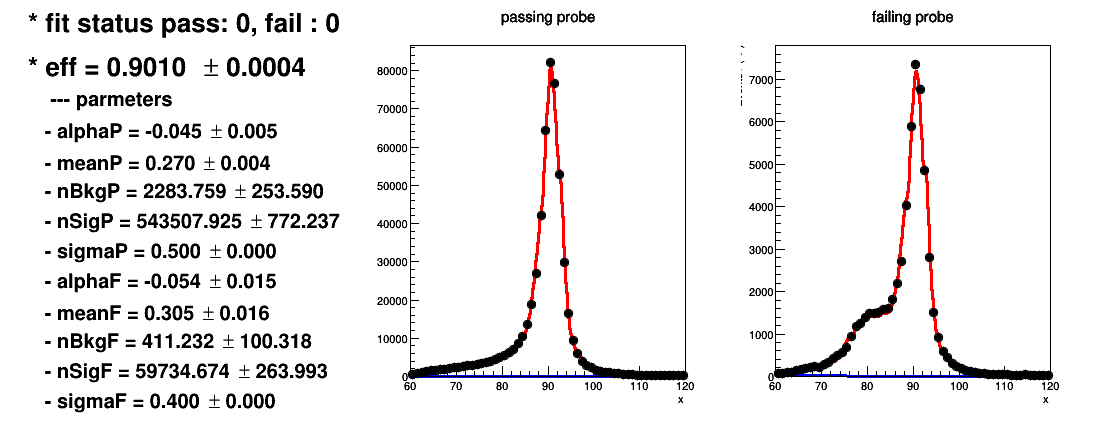 * fit status pass: 0, fail : 0
* eff = 0.9010 ± 0.0004
--- parmeters
- alphaP = -0.045 ± 0.005
- meanP = 0.270 ± 0.004
- nBkgP = 2283.759 ± 253.590
- nSigP = 543507.925 ± 772.237
- sigmaP = 0.500 ± 0.000
- alphaF = -0.054 ± 0.015
- meanF = 0.305 ± 0.016
- nBkgF = 411.232 ± 100.318
- nSigF = 59734.674 ± 263.993
- sigmaF = 0.400 ± 0.000
passing probe
80000
70000
60000
50000
40000
30000
20000
10000
0
60 70 80 90 100 110 120
x
failing probe
7000
6000
5000
4000
3000
2000
1000
0
60 70 80 90 100 110 120
x